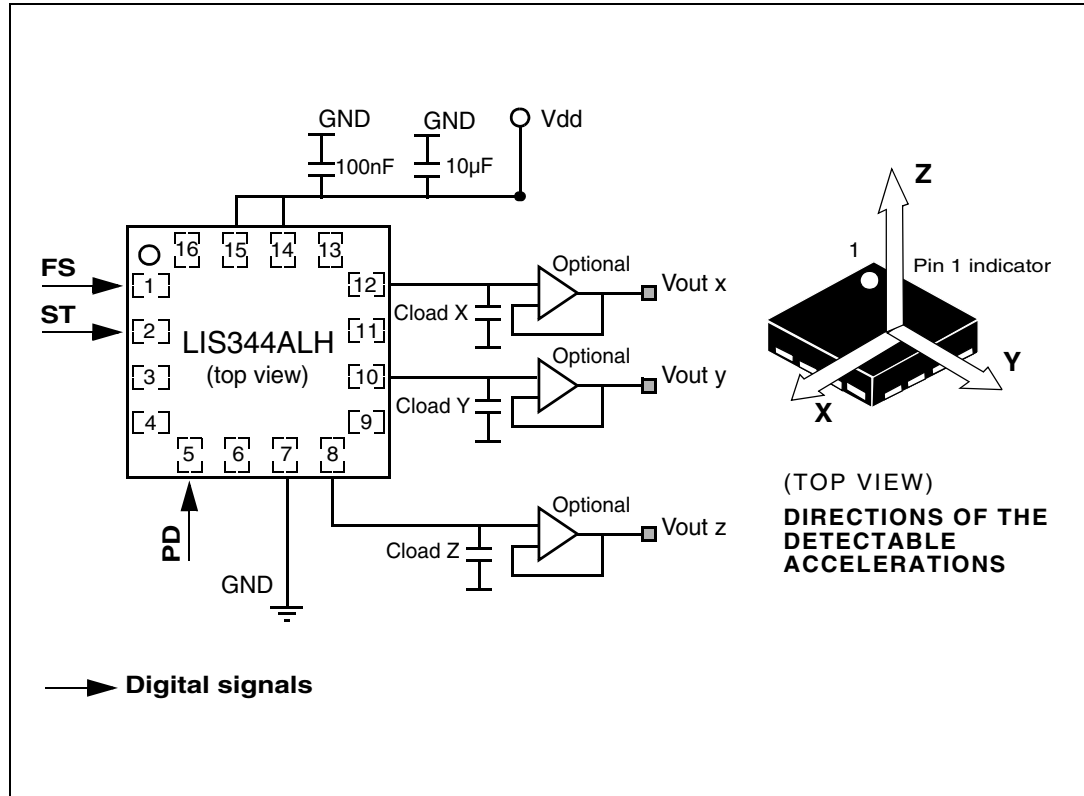 GND
GND
Vdd
100nF
10µF
Z
16
15
14
13
FS
1
12
Optional
Vout x
1
Pin 1 indicator
Cload X
ST
2
11
LIS344ALH
(top view)
3
10
Optional
Vout y
Cload Y
Y
X
4
9
5
6
7
8
Optional
Vout z
Cload Z
PD
GND
(TOP VIEW)
DIRECTIONS OF THE
DETECTABLE
ACCELERATIONS
Digital signals